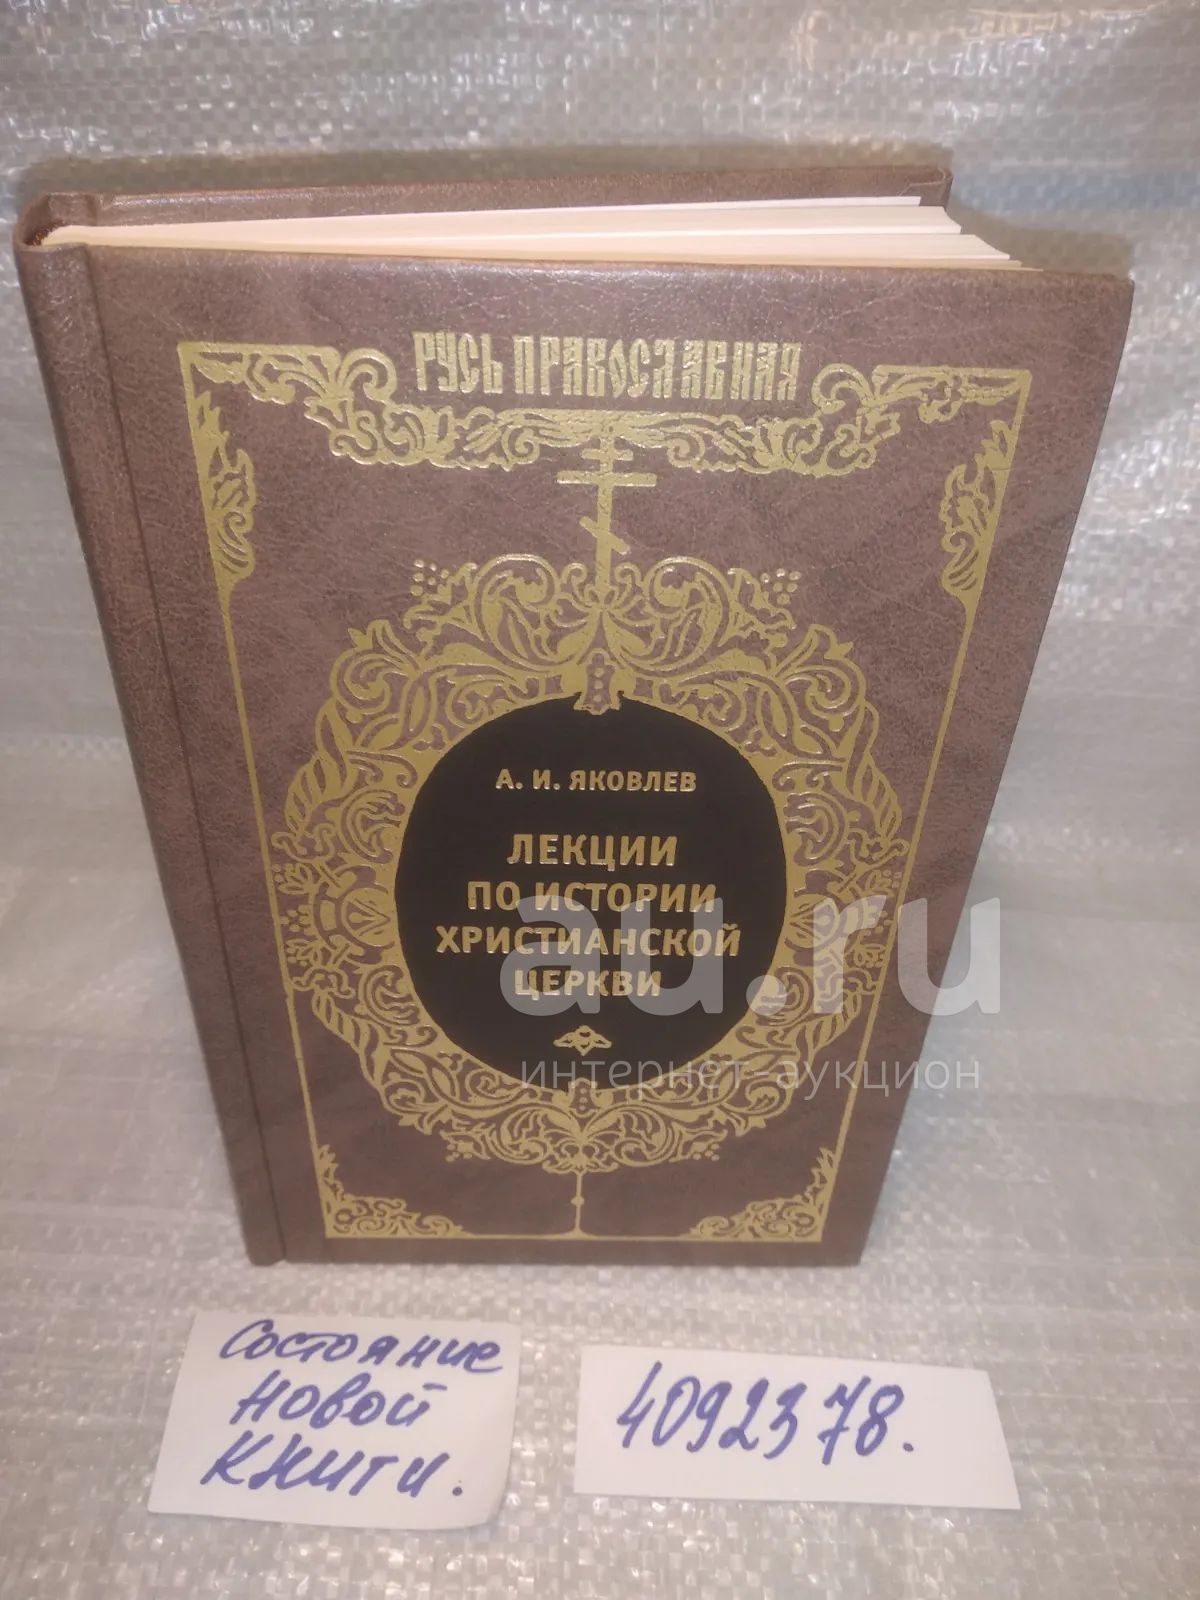 РУСЬ ПРАВОСЛАВНАЯ
А. И. ЯКОВЛЕВ
ЛЕКЦИИ
ПО ИСТОРИИ
ХРИСТИАНСКОЙ
ЦЕРКВИ
au.ru
интернет-аукцион
Состояние
новой
книги.
4092378.